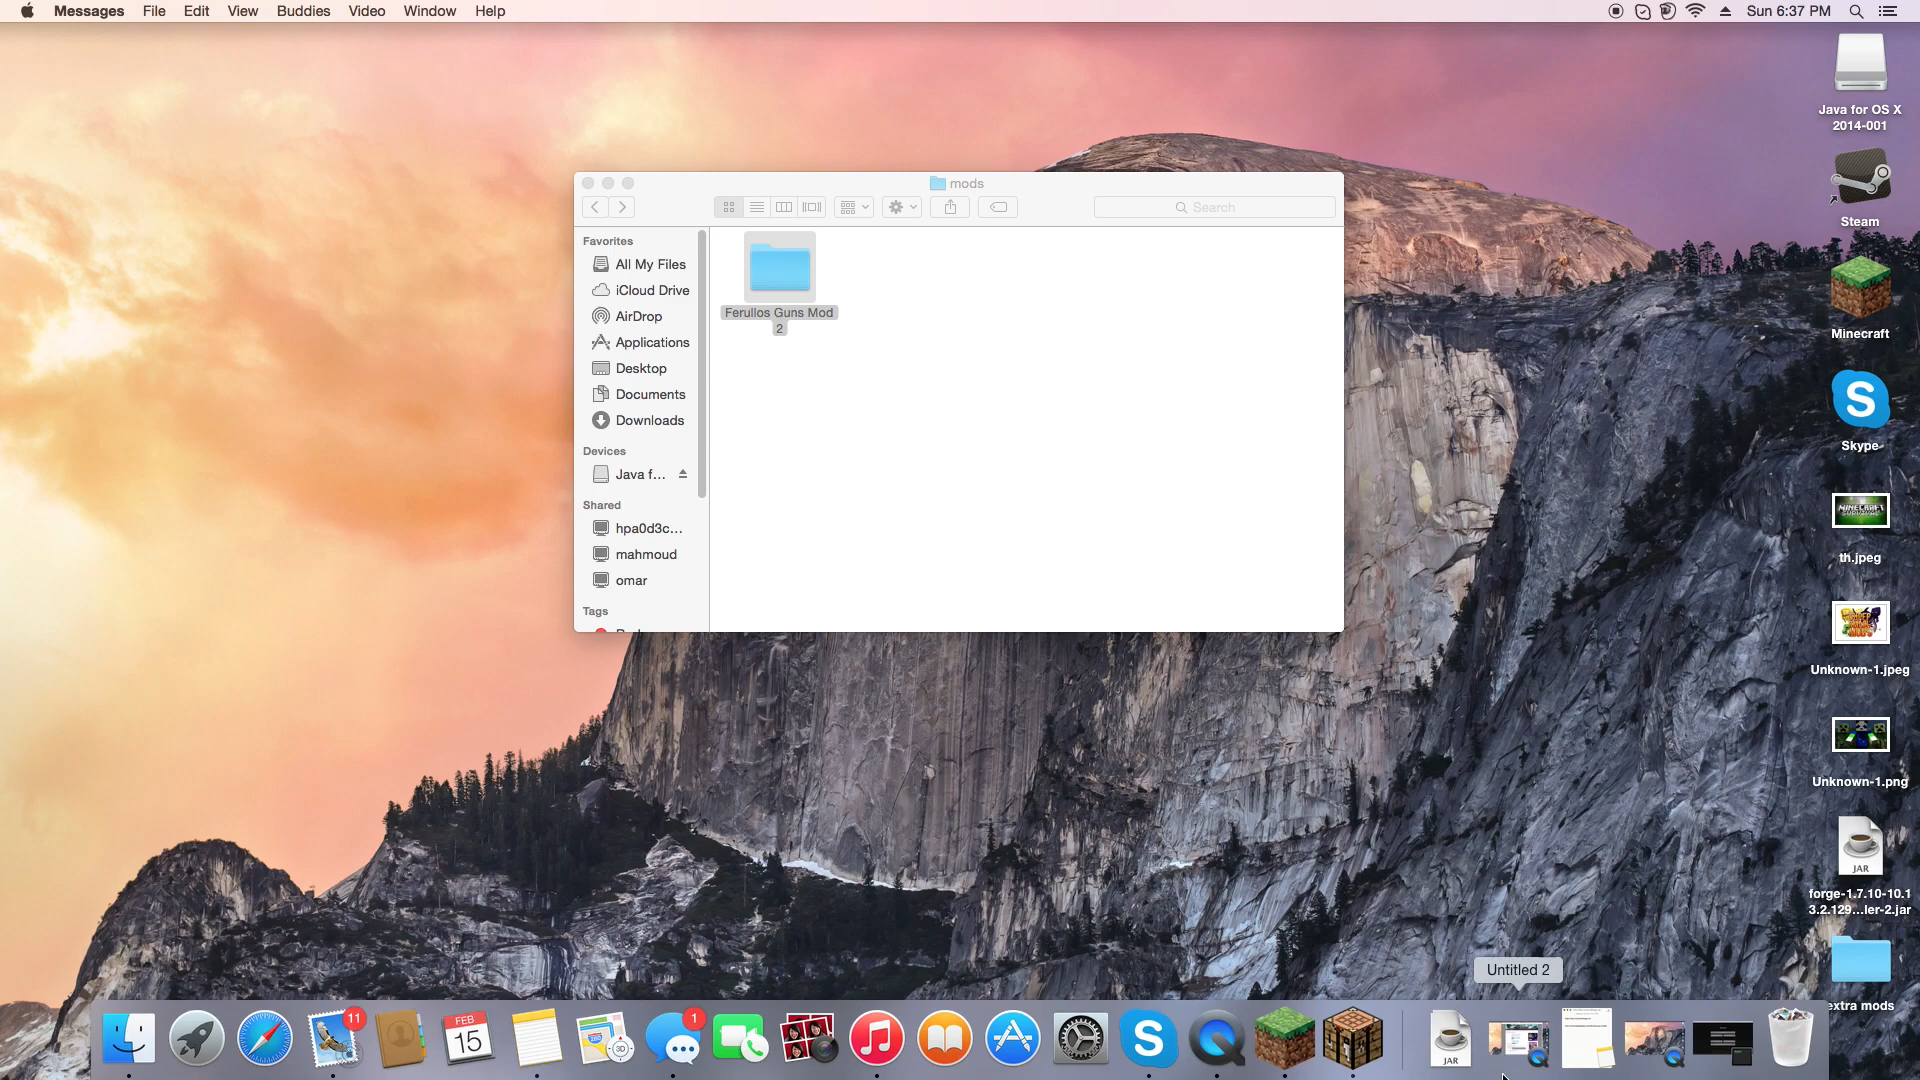 Messages File Edit View Buddies Video Window Help Sun 6:37 PM
Java for OS X
2014-001
Steam
Minecraft
Skype
th.jpeg
Unknown-1.jpeg
Unknown-1.png
JAR
forge-1.7.10-10.1
3.2.129...ler-2.jar
extra mods
mods
Search
Favorites
All My Files
iCloud Drive
AirDrop
Applications
Desktop
Documents
Downloads
Devices
Java f...
Shared
hpa0d3c...
mahmoud
omar
Tags
Ferullos Guns Mod
2
Untitled 2
11
FEB
15
280
3D
1
JAR